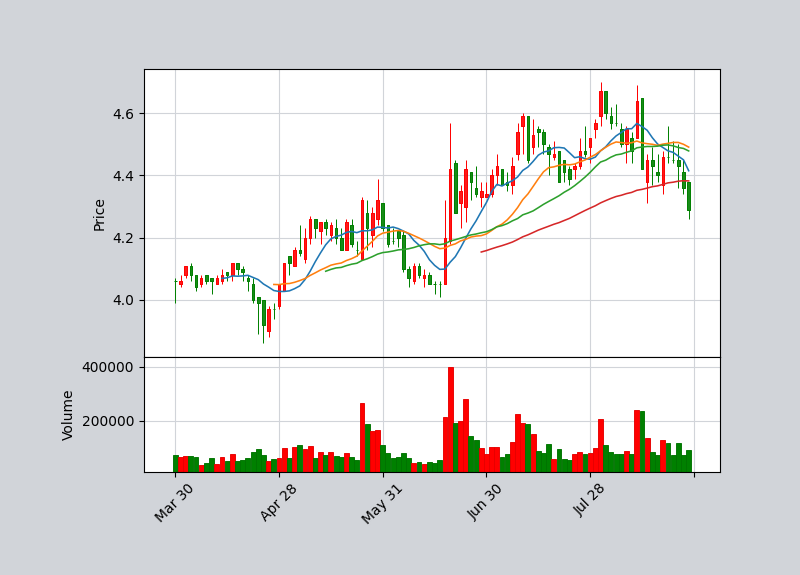 Price
4.6
4.4
4.2
4.0
Volume
400000
200000
Mar 30
Apr 28
May 31
Jun 30
Jul 28